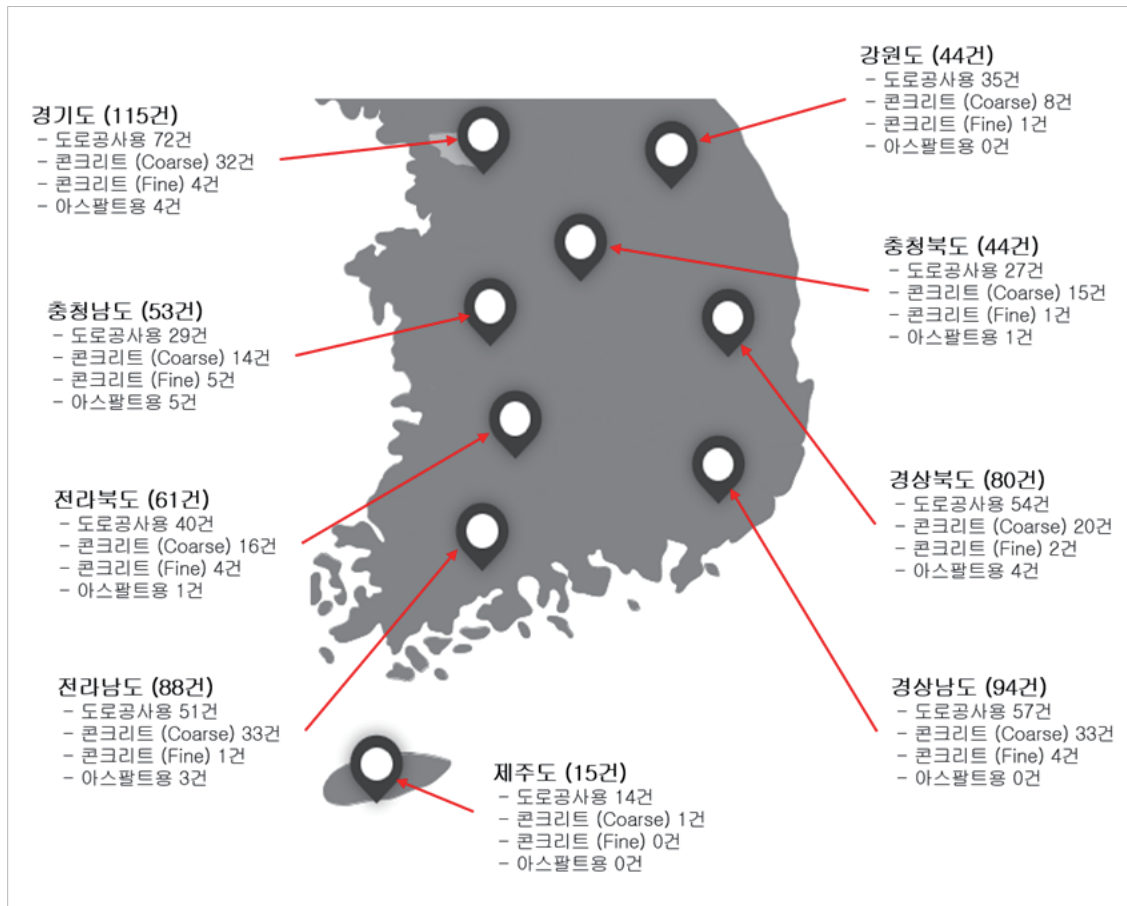 강원도 (44건)
- 도로공사용 35건
- 콘크리트 (Coarse) 8건
- 콘크리트 (Fine) 1건
- 아스팔트용 0건
경기도 (115건)
- 도로공사용 72건
- 콘크리트 (Coarse) 32건
- 콘크리트 (Fine) 4건
- 아스팔트용 4건
충청북도 (44건)
- 도로공사용 27건
- 콘크리트 (Coarse) 15건
- 콘크리트 (Fine) 1건
- 아스팔트용 1건
충청남도 (53건)
- 도로공사용 29건
- 콘크리트 (Coarse) 14건
- 콘크리트 (Fine) 5건
- 아스팔트용 5건
전라북도 (61건)
- 도로공사용 40건
- 콘크리트 (Coarse) 16건
- 콘크리트 (Fine) 4건
- 아스팔트용 1건
경상북도 (80건)
- 도로공사용 54건
- 콘크리트 (Coarse) 20건
- 콘크리트 (Fine) 2건
- 아스팔트용 4건
전라남도 (88건)
- 도로공사용 51건
- 콘크리트 (Coarse) 33건
- 콘크리트 (Fine) 1건
- 아스팔트용 3건
경상남도 (94건)
- 도로공사용 57건
- 콘크리트 (Coarse) 33건
- 콘크리트 (Fine) 4건
- 아스팔트용 0건
제주도 (15건)
- 도로공사용 14건
- 콘크리트 (Coarse) 1건
- 콘크리트 (Fine) 0건
- 아스팔트용 0건